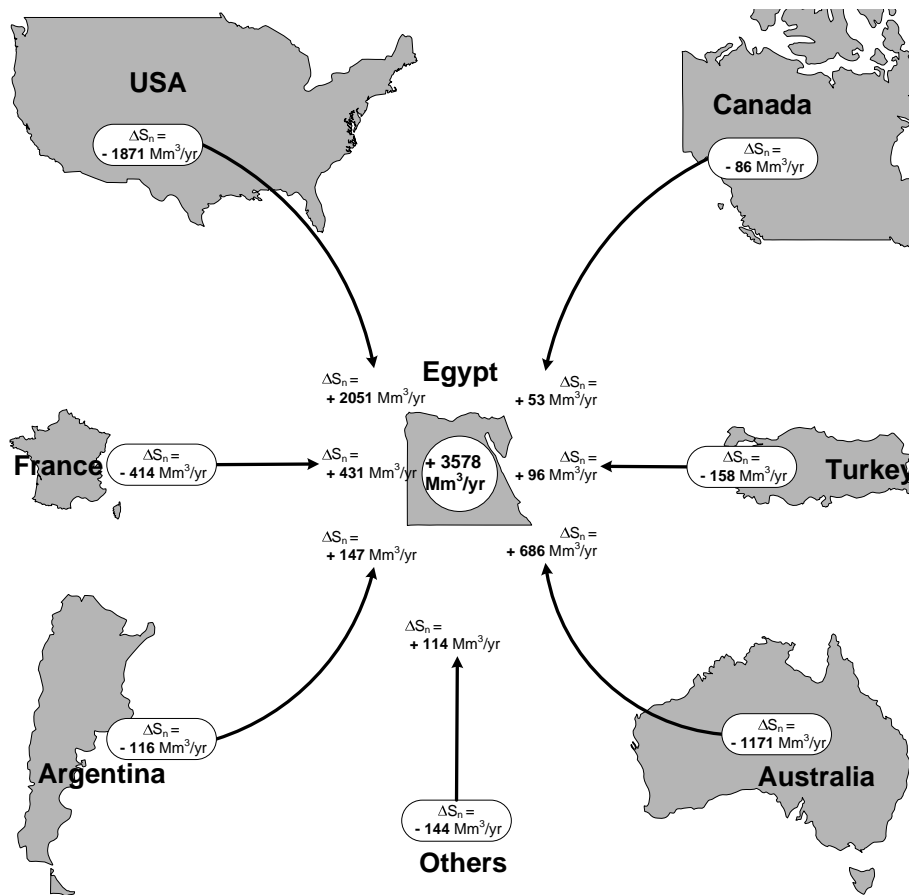 USA
ΔSₙ =
- 1871 Mm³/yr
Canada
ΔSₙ =
- 86 Mm³/yr
Egypt
ΔSₙ =
+ 2051 Mm³/yr
ΔSₙ =
+ 53 Mm³/yr
France
ΔSₙ =
- 414 Mm³/yr
ΔSₙ =
+ 431 Mm³/yr
+ 3578
Mm³/yr
ΔSₙ =
+ 96 Mm³/yr
ΔSₙ =
- 158 Mm³/yr
Turkey
ΔSₙ =
+ 147 Mm³/yr
ΔSₙ =
+ 686 Mm³/yr
ΔSₙ =
+ 114 Mm³/yr
ΔSₙ =
- 116 Mm³/yr
Argentina
ΔSₙ =
- 1171 Mm³/yr
Australia
ΔSₙ =
- 144 Mm³/yr
Others